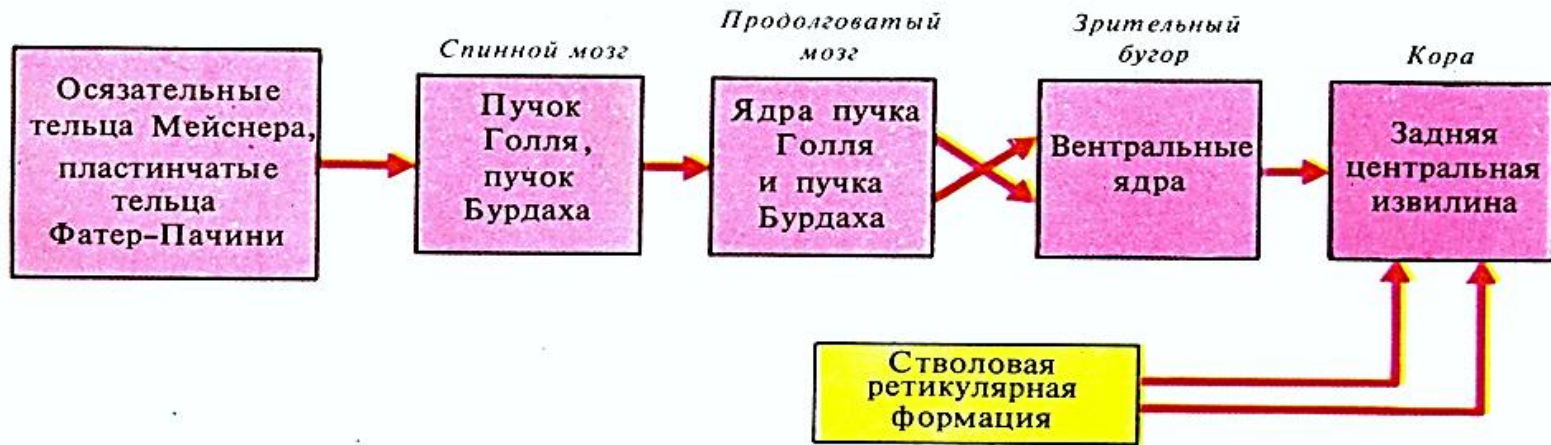 Осязательные
тельца Мейснера,
пластинчатые
тельца
Фатер–Пачини
Спинной мозг
Пучок
Голля,
пучок
Бурдаха
Продолговатый
мозг
Ядра пучка
Голля
и пучка
Бурдаха
Зрительный
бугор
Вентральные
ядра
Кора
Задняя
центральная
извилина
Стволовая
ретикулярная
формация